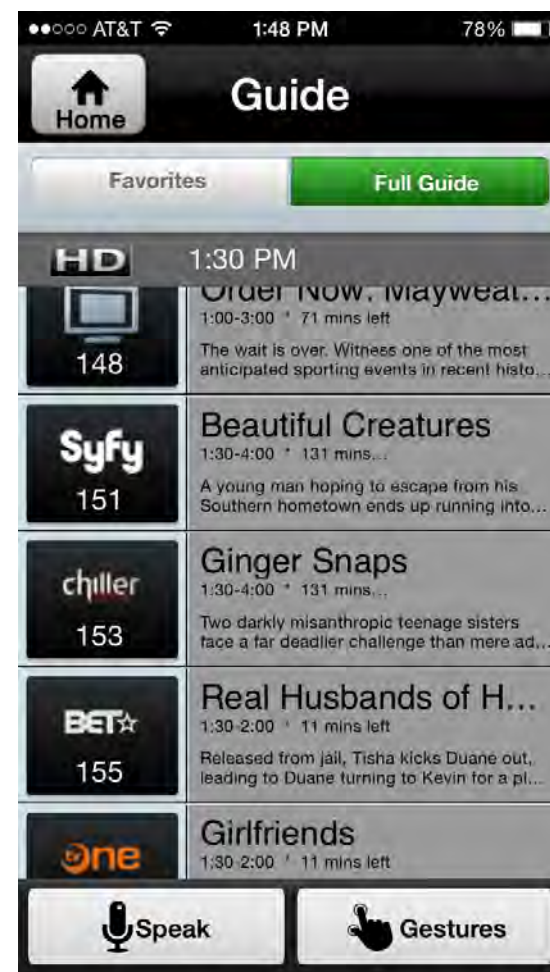 AT&T 1:48 PM 78%
Home
Guide
Favorites Full Guide
HD 1:30 PM
Order Now: Mayweat...
1:00-3:00 * 71 mins left
148
The wait is over. Witness one of the most
anticipated sporting events in recent histo...
Syfy
151
Beautiful Creatures
1:30-4:00 * 131 mins...
A young man hoping to escape from his
Southern hometown ends up running into...
chiller
153
Ginger Snaps
1:30-4:00 * 131 mins...
Two darkly misanthropic teenage sisters
face a far deadlier challenge than mere ad...
BET
155
Real Husbands of H...
1:30-2:00 * 11 mins left
Released from jail, Tisha kicks Duane out,
leading to Duane turning to Kevin for a pl...
tv one
Girlfriends
1:30-2:00 * 11 mins left
Speak Gestures